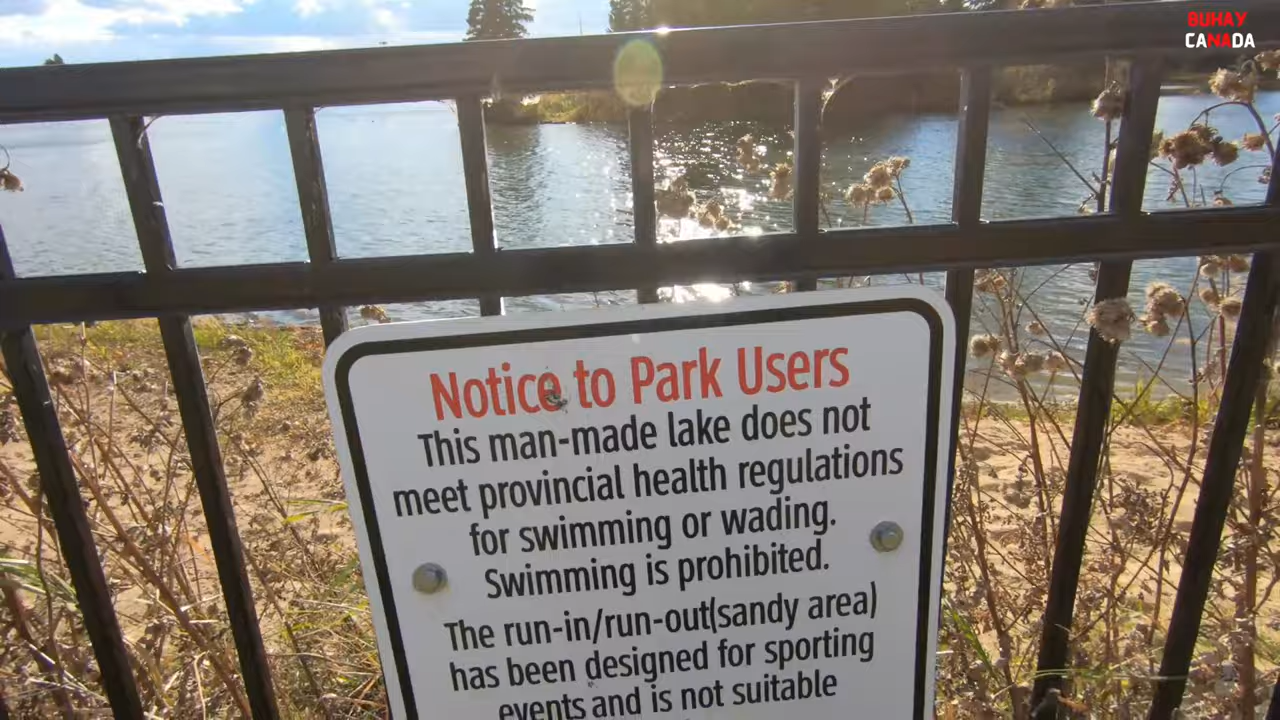 BUHAY
CANADA
Notice to Park Users
This man-made lake does not
meet provincial health regulations
for swimming or wading.
Swimming is prohibited.
The run-in/run-out(sandy area)
has been designed for sporting
events and is not suitable